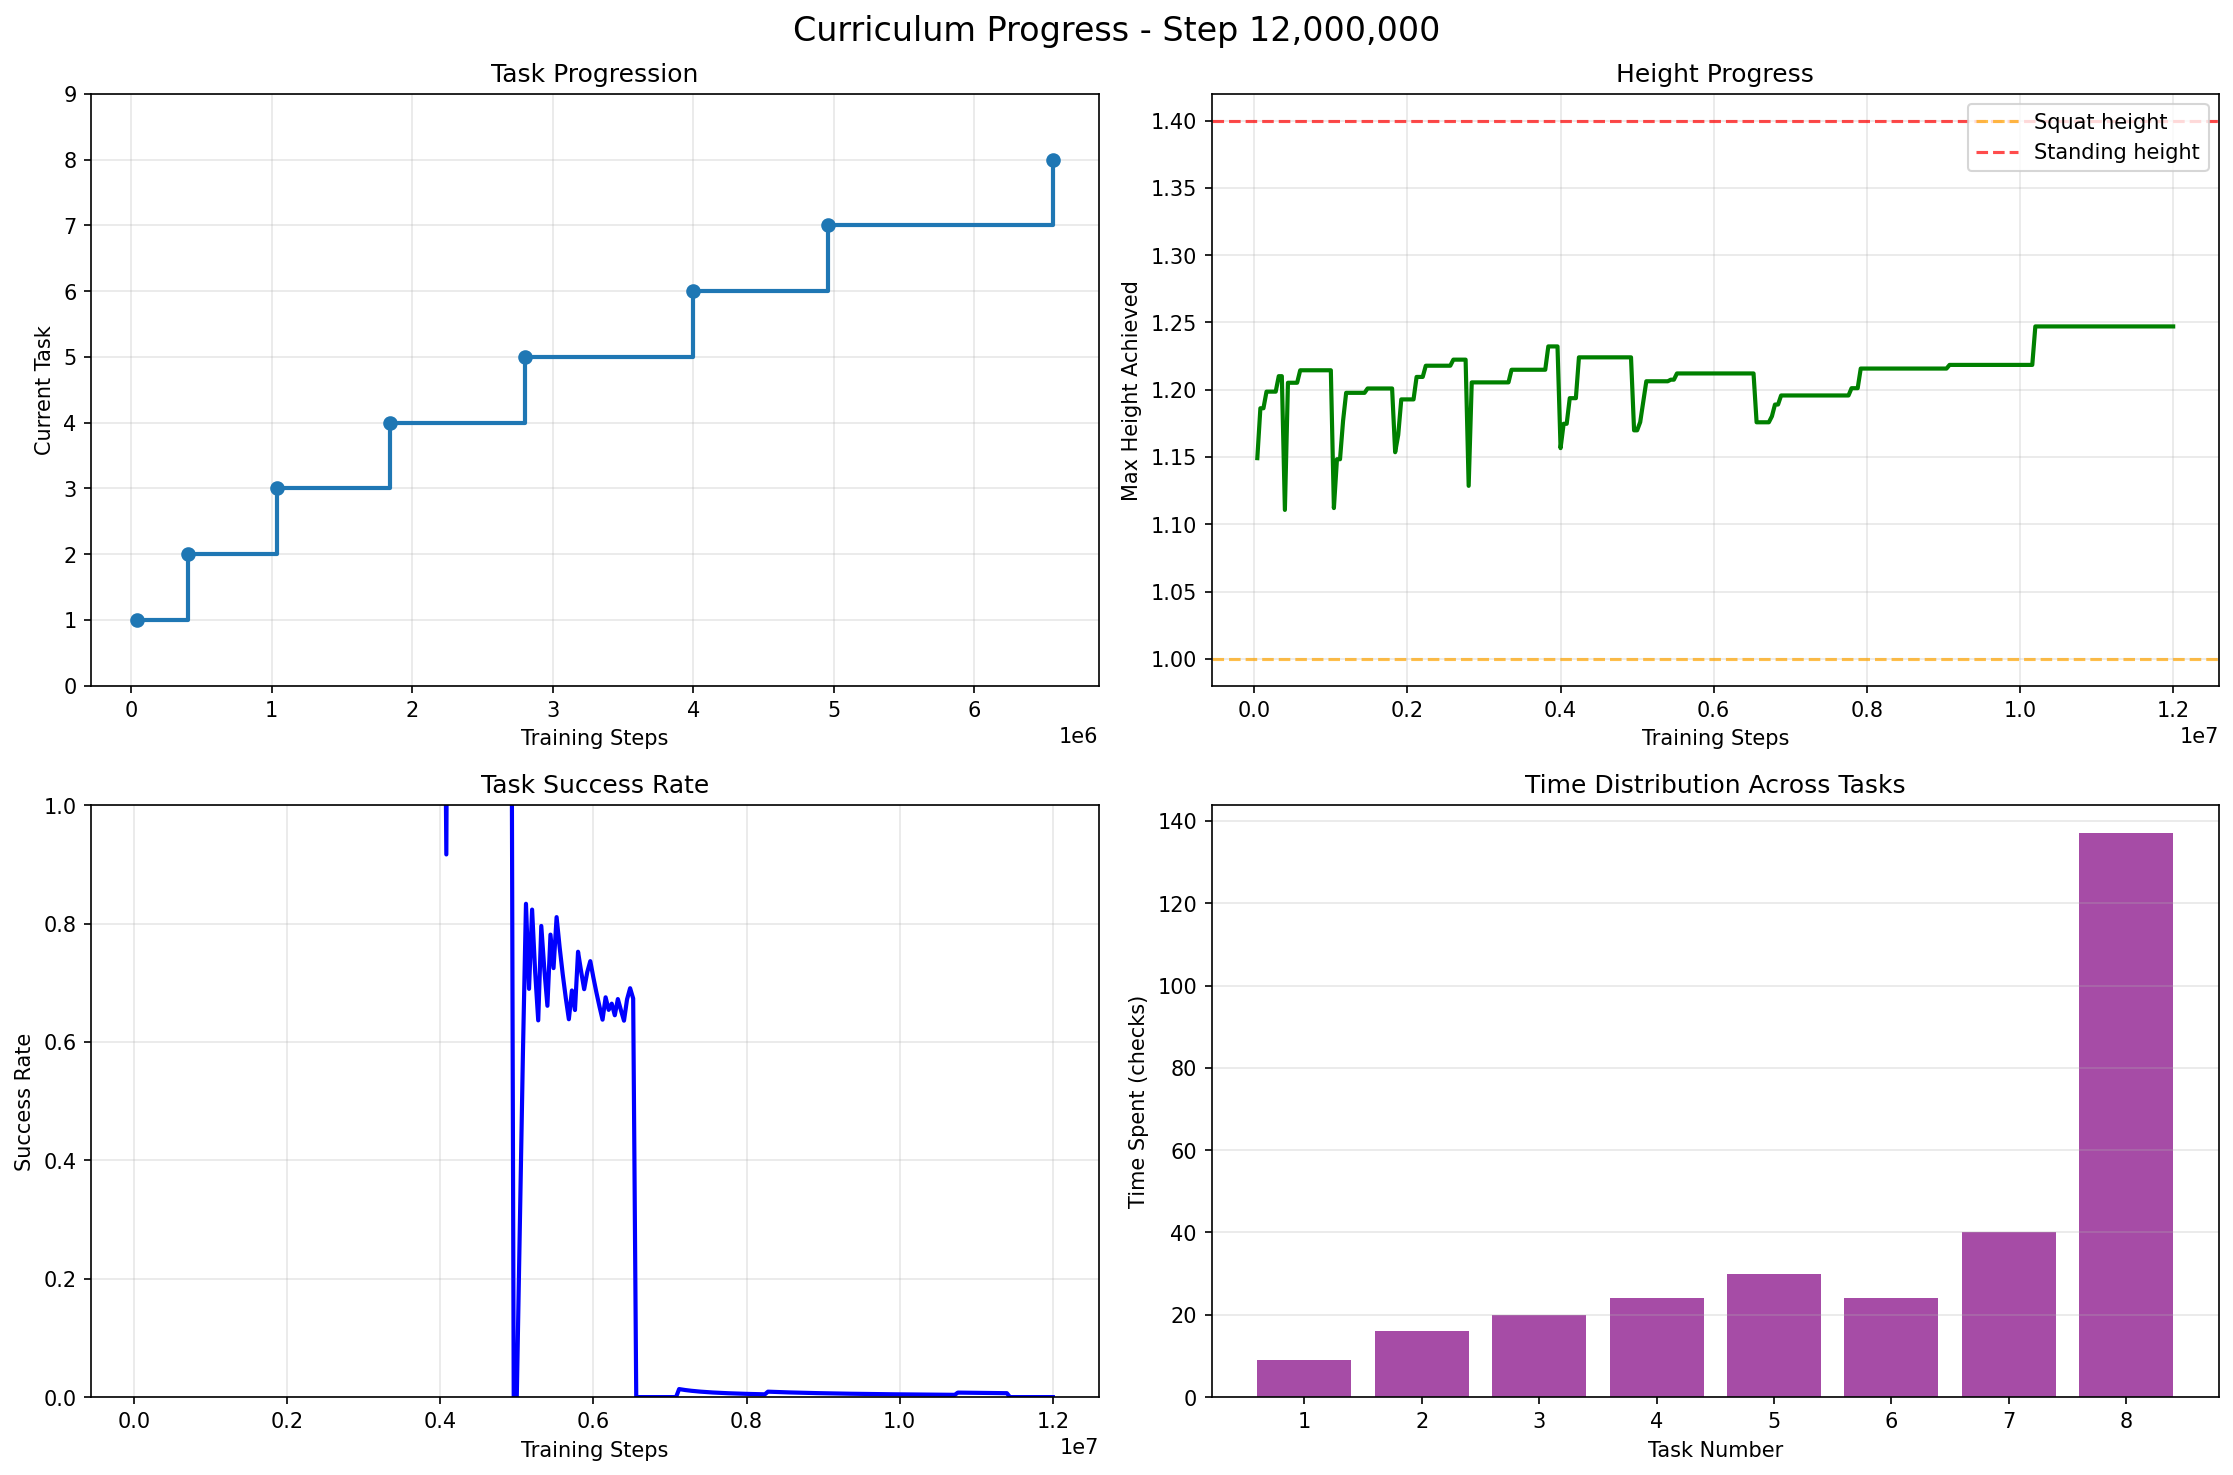 Curriculum Progress - Step 12,000,000
Task Progression
Current Task
9
8
7
6
5
4
3
2
1
0
0 1 2 3 4 5 6
1e6
Training Steps
Height Progress
Max Height Achieved
1.40
1.35
1.30
1.25
1.20
1.15
1.10
1.05
1.00
Squat height
Standing height
0.0 0.2 0.4 0.6 0.8 1.0 1.2
1e7
Training Steps
Task Success Rate
Success Rate
1.0
0.8
0.6
0.4
0.2
0.0
0.0 0.2 0.4 0.6 0.8 1.0 1.2
1e7
Training Steps
Time Distribution Across Tasks
Time Spent (checks)
140
120
100
80
60
40
20
0
1 2 3 4 5 6 7 8
Task Number